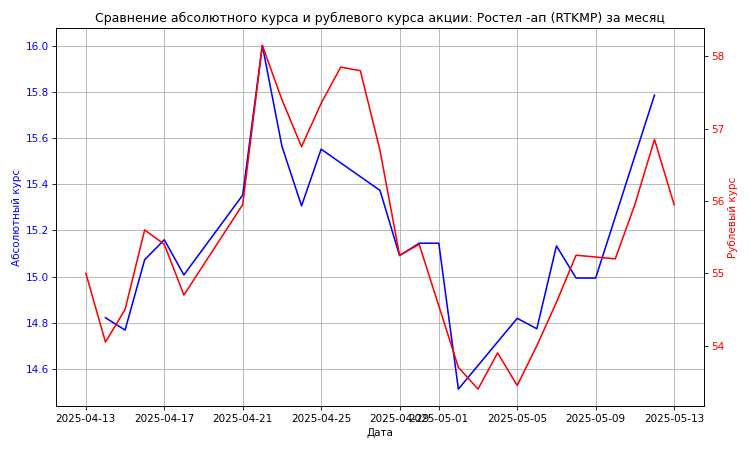 Сравнение абсолютного курса и рублевого курса акции: Ростел -ап (RTKMP) за месяц
16.0
15.8
15.6
15.4
15.2
15.0
14.8
14.6
Абсолютный курс
58
57
56
55
54
Рублевый курс
2025-04-13 2025-04-17 2025-04-21 2025-04-25 2025-04-29 2025-05-01 2025-05-05 2025-05-09 2025-05-13
Дата